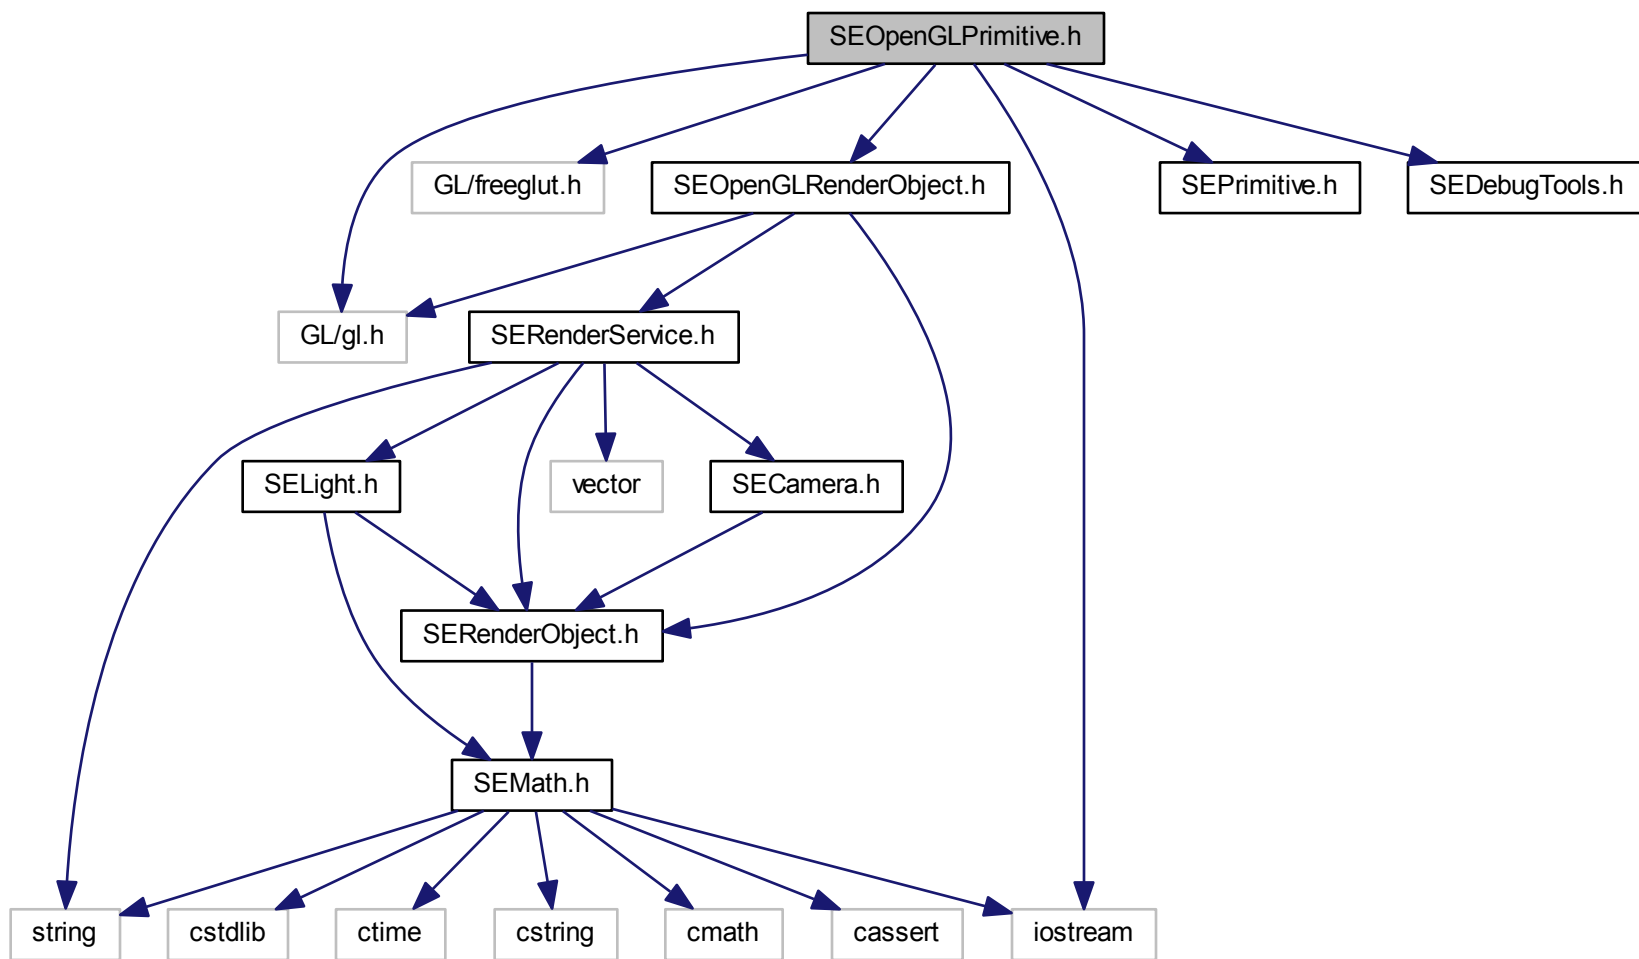 SEOpenGLPrimitive.h
GL/freeglut.h
SEOpenGLRenderObject.h
SEPrimitive.h
SEDebugTools.h
GL/gl.h
SERenderService.h
SELight.h
vector
SECamera.h
SERenderObject.h
SEMath.h
string
cstdlib
ctime
cstring
cmath
cassert
iostream